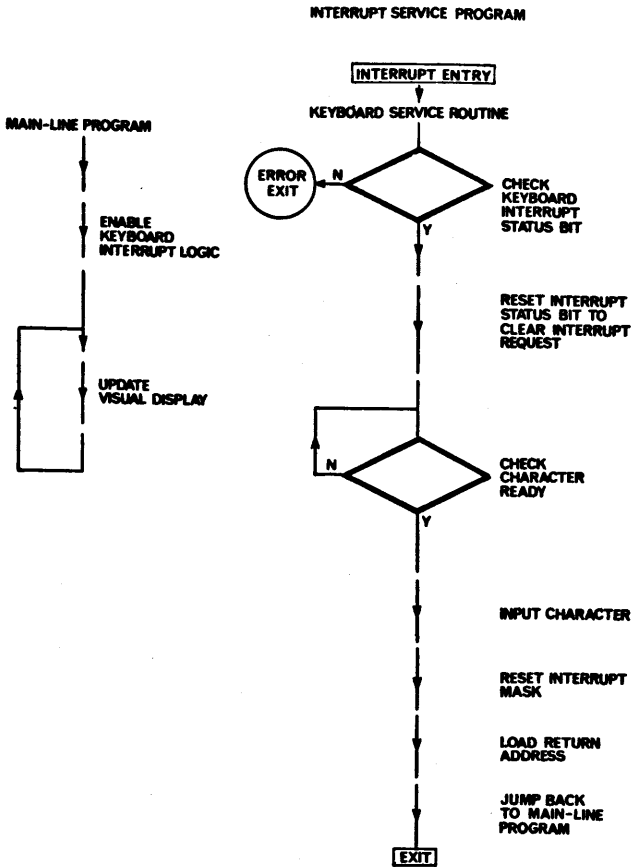 INTERRUPT SERVICE PROGRAM
INTERRUPT ENTRY
KEYBOARD SERVICE ROUTINE
MAIN-LINE PROGRAM
N
ERROR
EXIT
CHECK
KEYBOARD
INTERRUPT
STATUS BIT
Y
ENABLE
KEYBOARD
INTERRUPT LOGIC
RESET INTERRUPT
STATUS BIT TO
CLEAR INTERRUPT
REQUEST
UPDATE
VISUAL DISPLAY
N
CHECK
CHARACTER
READY
Y
INPUT CHARACTER
RESET INTERRUPT
MASK
LOAD RETURN
ADDRESS
JUMP BACK
TO MAIN-LINE
PROGRAM
EXIT